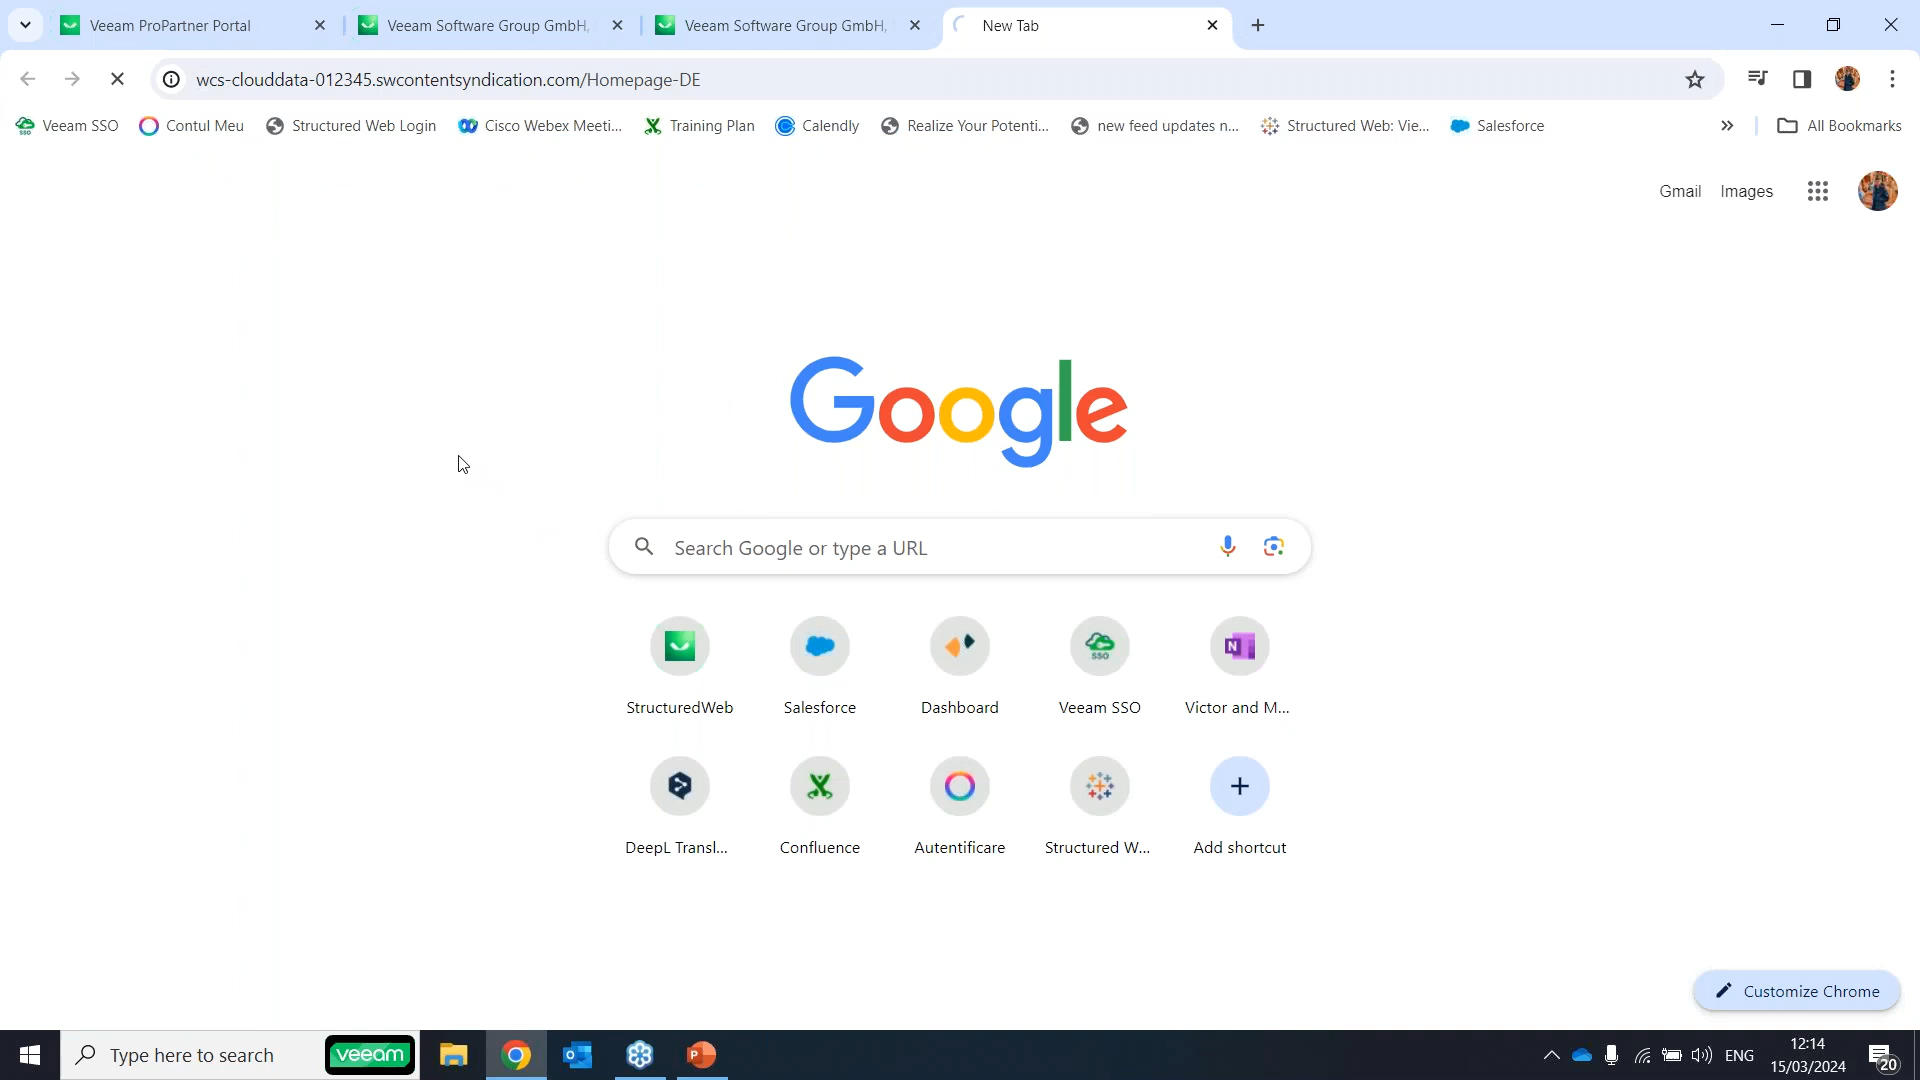 Veeam ProPartner Portal
Veeam Software Group GmbH,
Veeam Software Group GmbH,
New Tab
wcs-clouddata-012345.swcontentsyndication.com/Homepage-DE
Veeam SSO
Contul Meu
Structured Web Login
Cisco Webex Meeti...
Training Plan
Calendly
Realize Your Potenti...
new feed updates n...
Structured Web: Vie...
Salesforce
All Bookmarks
Gmail
Images
Google
Search Google or type a URL
SSO
N
StructuredWeb
Salesforce
Dashboard
Veeam SSO
Victor and M...
DeepL Transl...
Confluence
Autentificare
Structured W...
Add shortcut
Customize Chrome
Type here to search
veeam
ENG
12:14
15/03/2024
20